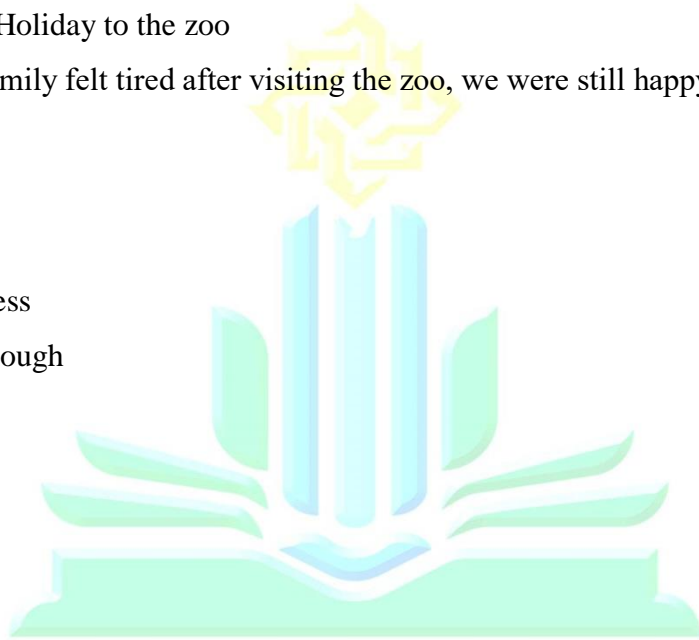 Holiday to the zoo
mily felt tired after visiting the zoo, we were still happy
ess
ough